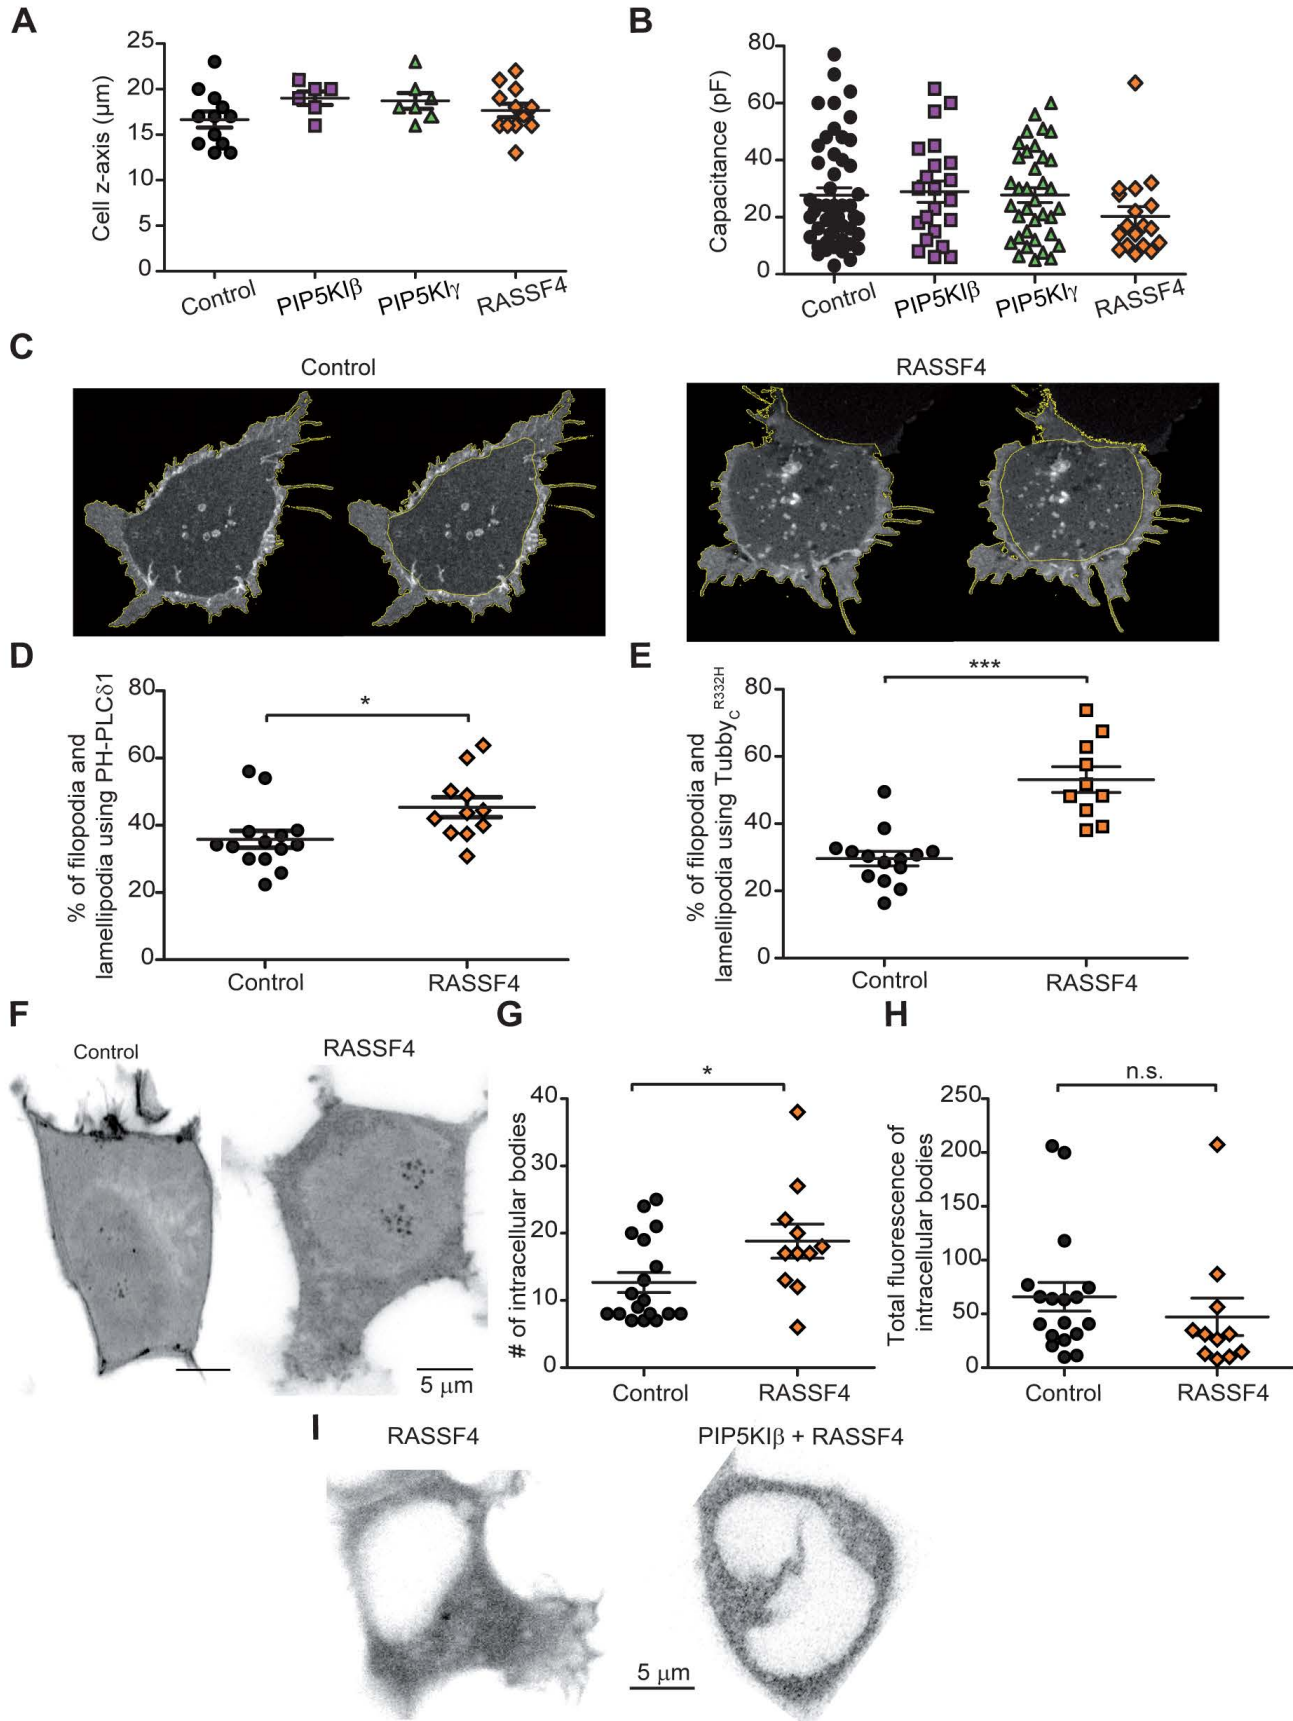 A
Cell z-axis (μm)
25
20
15
10
5
0
Control
PIP5KIβ
PIP5KIγ
RASSF4
B
Capacitance (pF)
80
60
40
20
0
Control
PIP5KIβ
PIP5KIγ
RASSF4
C
Control
RASSF4
D
% of filopodia and
lamellipodia using PH-PLCδ1
80
60
40
20
0
*
Control
RASSF4
E
% of filopodia and
lamellipodia using Tubby_C^R332H
80
60
40
20
0
***
Control
RASSF4
F
Control
RASSF4
5 μm
G
# of intracellular bodies
40
30
20
10
0
*
Control
RASSF4
H
Total fluorescence of
intracellular bodies
250
200
150
100
50
0
n.s.
Control
RASSF4
I
RASSF4
PIP5KIβ + RASSF4
5 μm